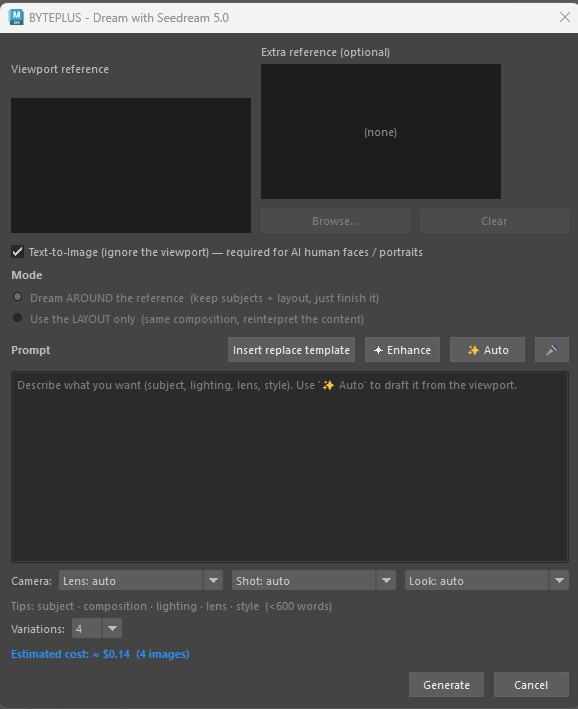 BYTEPLUS - Dream with Seedream 5.0
Viewport reference
Extra reference (optional)
(none)
Browse...
Clear
Text-to-Image (ignore the viewport) — required for AI human faces / portraits
Mode
Dream AROUND the reference (keep subjects + layout, just finish it)
Use the LAYOUT only (same composition, reinterpret the content)
Prompt
Insert replace template
✦ Enhance
✨ Auto
Describe what you want (subject, lighting, lens, style). Use '✨ Auto' to draft it from the viewport.
Camera:
Lens: auto
Shot: auto
Look: auto
Tips: subject · composition · lighting · lens · style (<600 words)
Variations:
4
Estimated cost: ≈ $0.14 (4 images)
Generate
Cancel